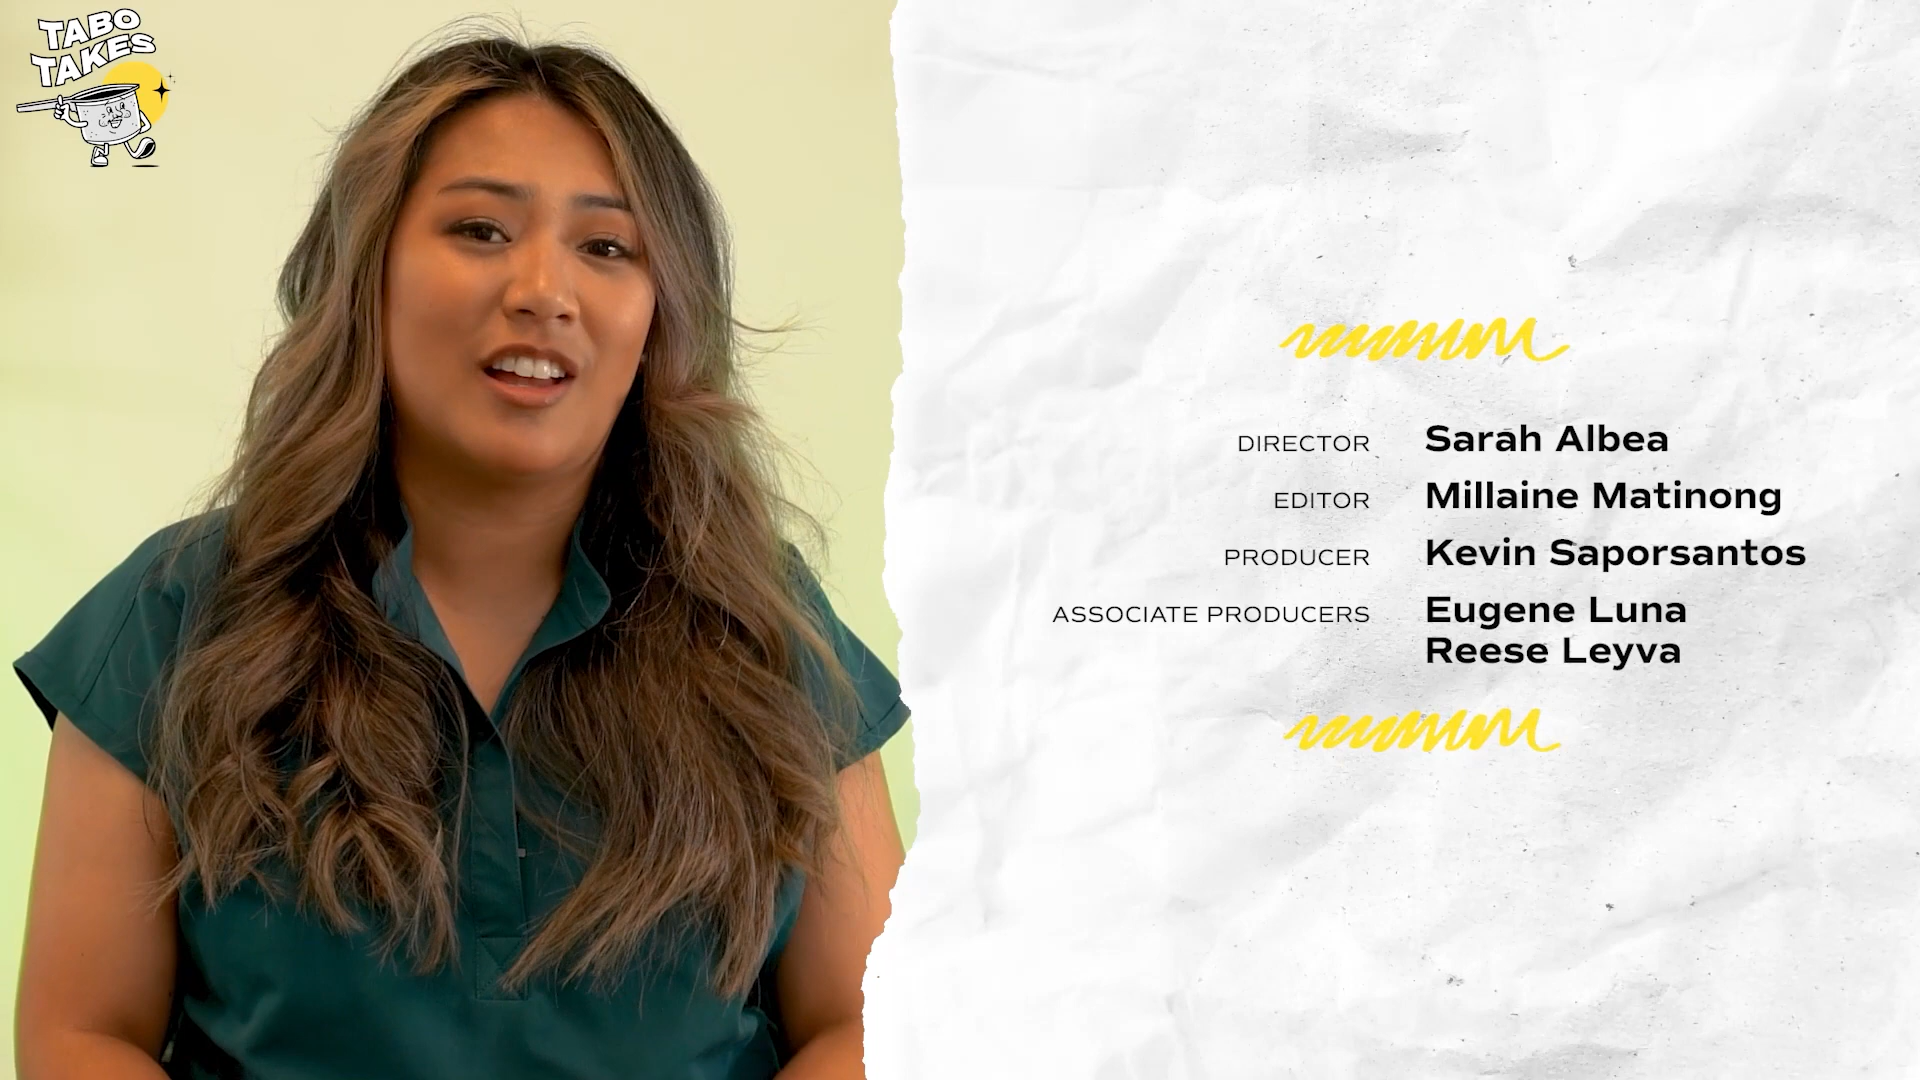 TABO
TAKES
DIRECTOR Sarah Albea
EDITOR Millaine Matinong
PRODUCER Kevin Saporsantos
ASSOCIATE PRODUCERS Eugene Luna
Reese Leyva